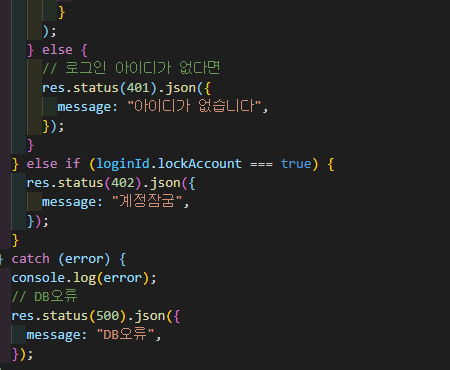 }
);
} else {
// 로그인 아이디가 없다면
res.status(401).json({
message: "아이디가 없습니다",
});
}
} else if (loginId.lockAccount === true) {
res.status(402).json({
message: "계정잠굼",
});
}
} catch (error) {
console.log(error);
// DB오류
res.status(500).json({
message: "DB오류",
});